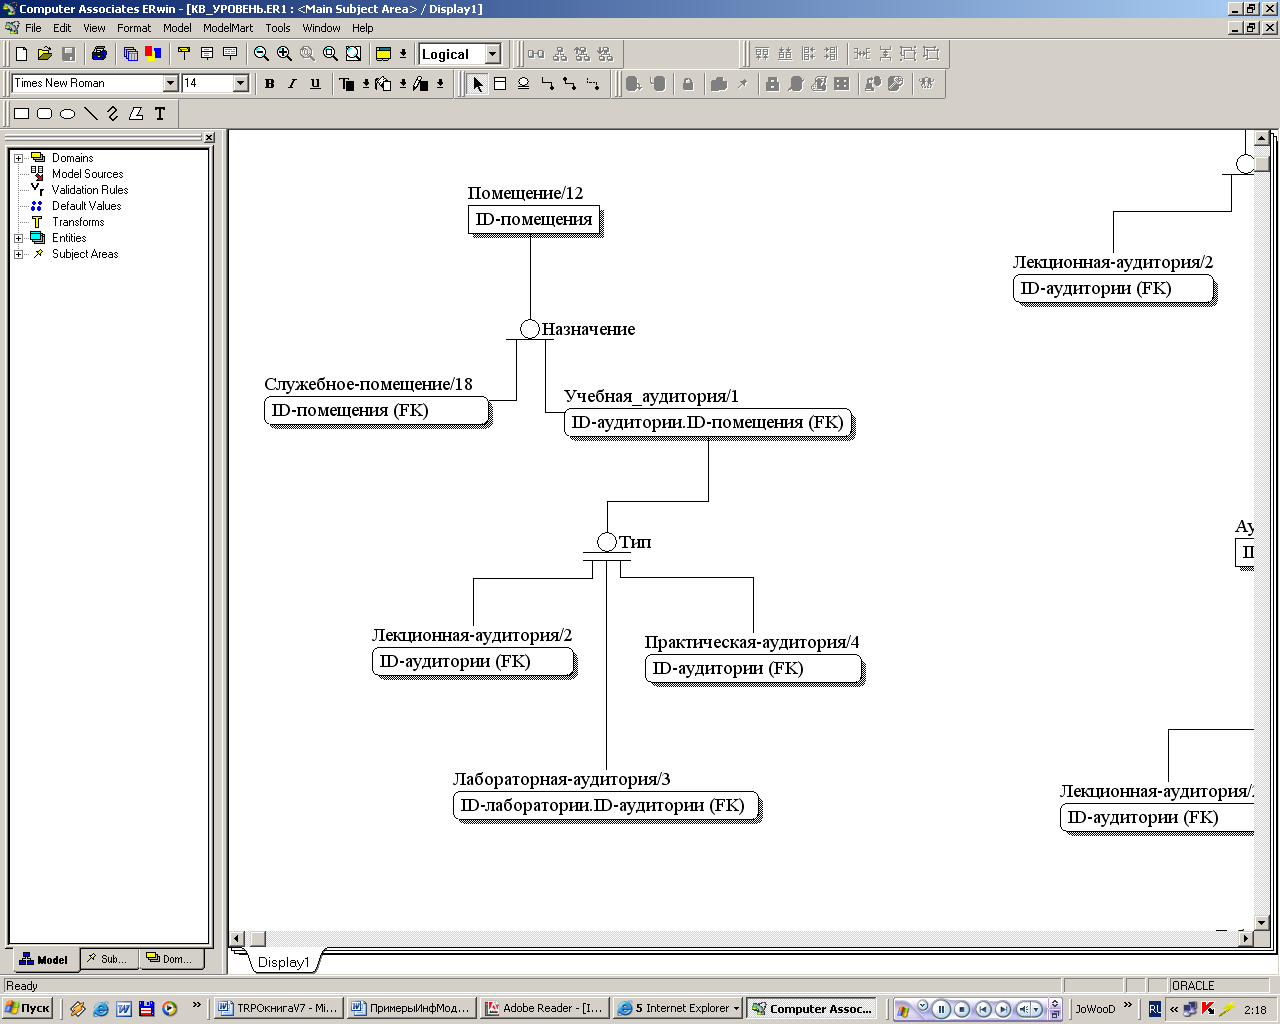 Computer Associates ERwin - [КВ_УРОВЕНЬ.ER1 : <Main Subject Area> / Display1]
File Edit View Format Model ModelMart Tools Window Help
Logical
Times New Roman 14 B I U
T
Domains
Model Sources
Validation Rules
Default Values
Transforms
Entities
Subject Areas
Помещение/12
ID-помещения
Назначение
Служебное-помещение/18
ID-помещения (FK)
Учебная_аудитория/1
ID-аудитории.ID-помещения (FK)
Тип
Лекционная-аудитория/2
ID-аудитории (FK)
Практическая-аудитория/4
ID-аудитории (FK)
Лабораторная-аудитория/3
ID-лаборатории.ID-аудитории (FK)
Лекционная-аудитория/2
ID-аудитории (FK)
Ау
Лекционная-аудитория/
ID-аудитории (FK)
Model Sub... Dom...
Display1
Ready ORACLE
Пуск » TRPOкнигаV7 - Mi... ПримерыИнфМод... Adobe Reader - [I... 5 Internet Explorer Computer Assoc... JoWooD » RU « 2:18